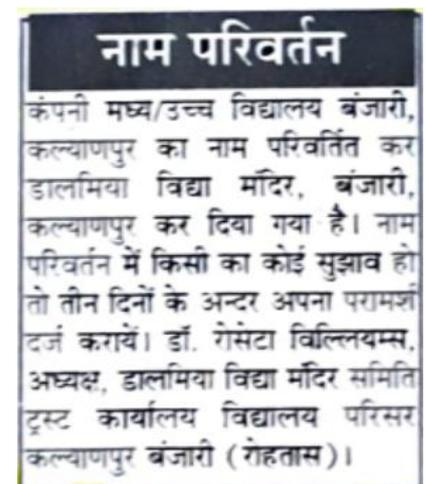 नाम परिवर्तन
कंपनी मध्य/उच्च विद्यालय बंजारी,
कल्याणपुर का नाम परिवर्तित कर
डालमिया विद्या मंदिर, बंजारी,
कल्याणपुर कर दिया गया है। नाम
परिवर्तन में किसी का कोई सुझाव हो
तो तीन दिनों के अन्दर अपना परामर्श
दर्ज करायें। डॉ. रोसेटा विल्लियम्स,
अध्यक्ष, डालमिया विद्या मंदिर समिति
ट्रस्ट कार्यालय विद्यालय परिसर
कल्याणपुर बंजारी (रोहतास)।